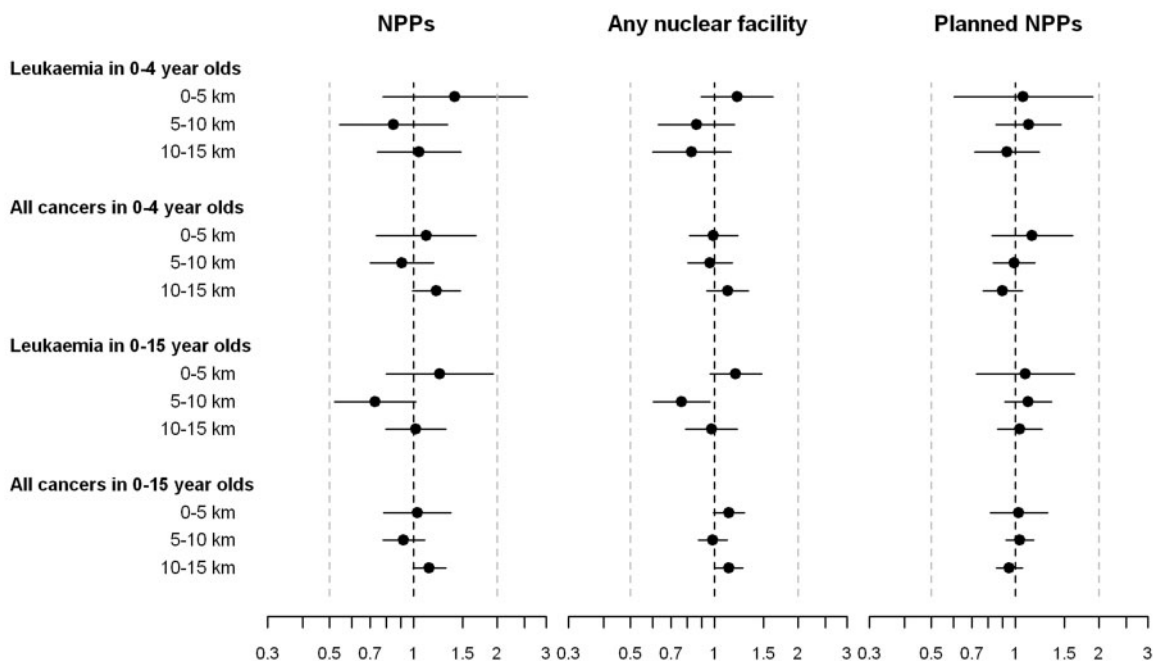 NPPs Any nuclear facility Planned NPPs
Leukaemia in 0-4 year olds
0-5 km
5-10 km
10-15 km
All cancers in 0-4 year olds
0-5 km
5-10 km
10-15 km
Leukaemia in 0-15 year olds
0-5 km
5-10 km
10-15 km
All cancers in 0-15 year olds
0-5 km
5-10 km
10-15 km
0.3 0.5 0.7 1 1.5 2 3 0.3 0.5 0.7 1 1.5 2 3 0.3 0.5 0.7 1 1.5 2 3